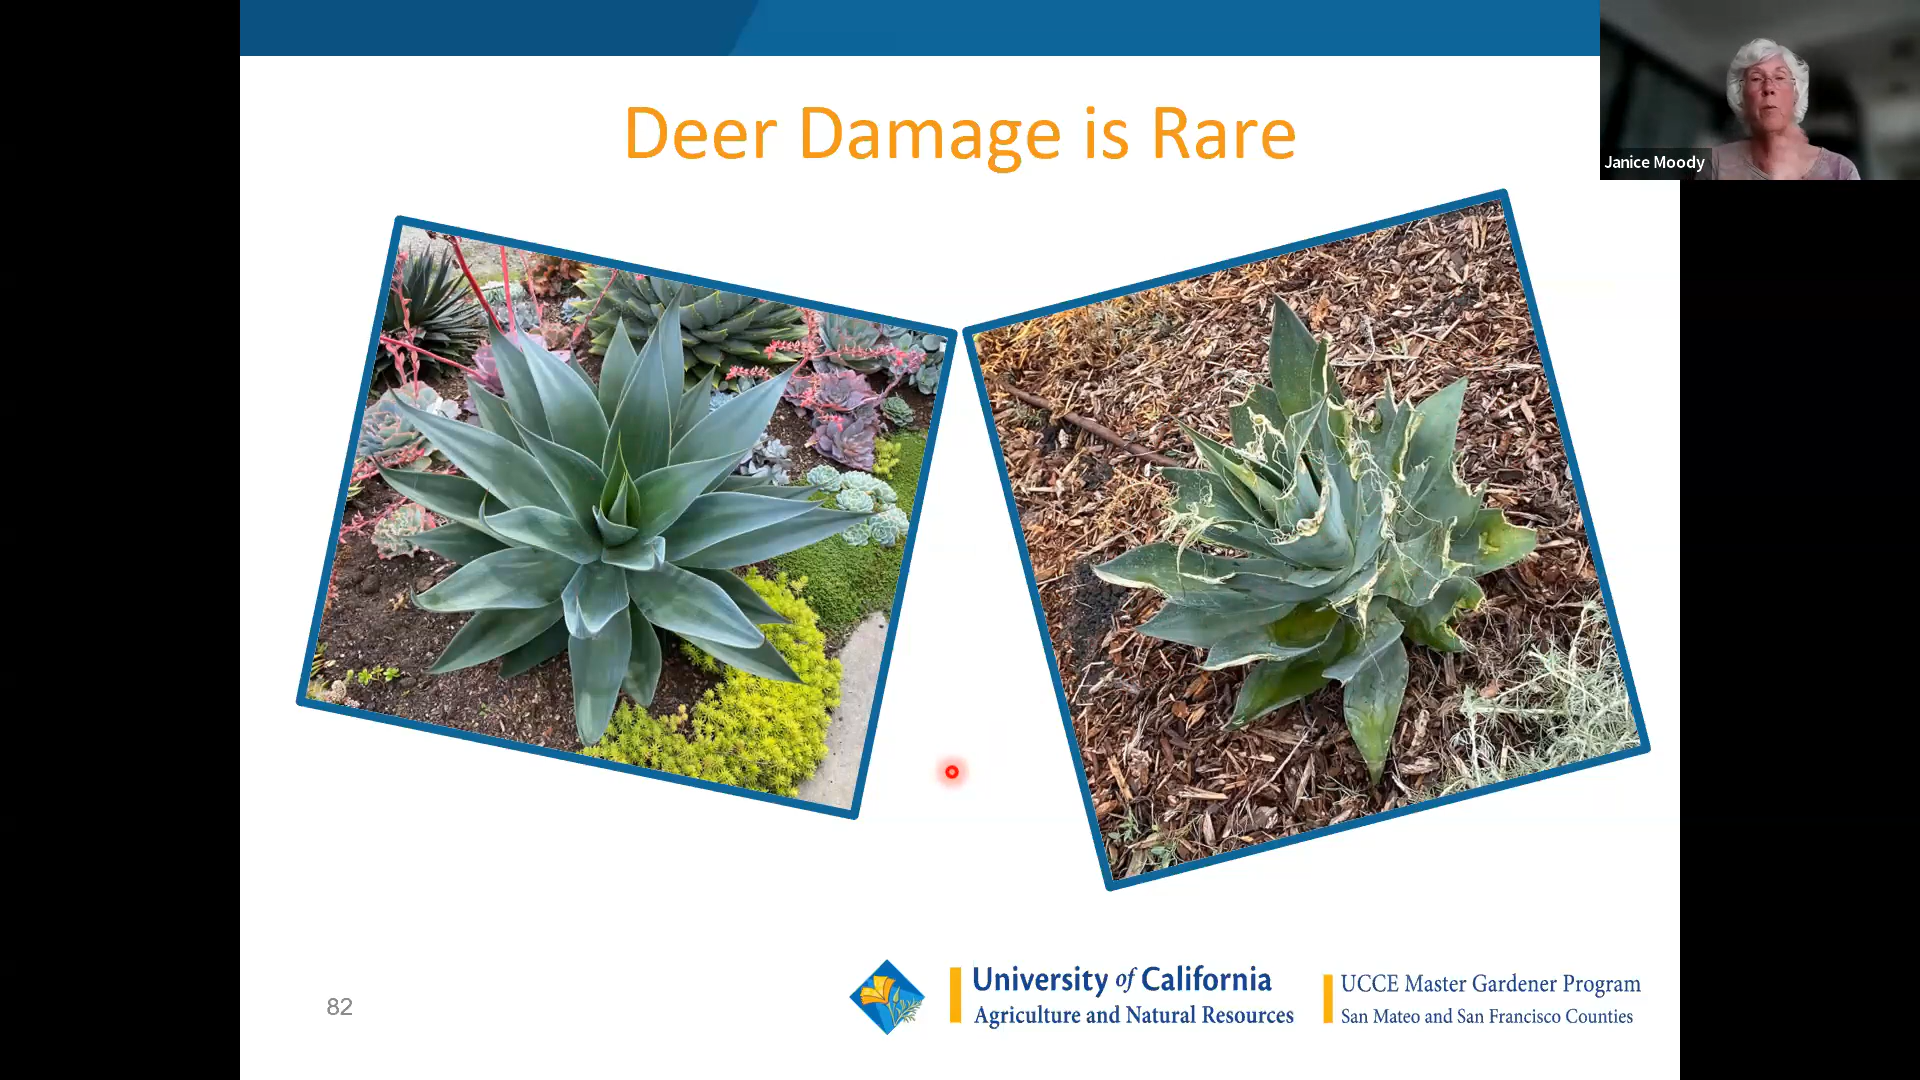 Deer Damage is Rare
Janice Moody
University of California
Agriculture and Natural Resources
UCCE Master Gardener Program
San Mateo and San Francisco Counties
82